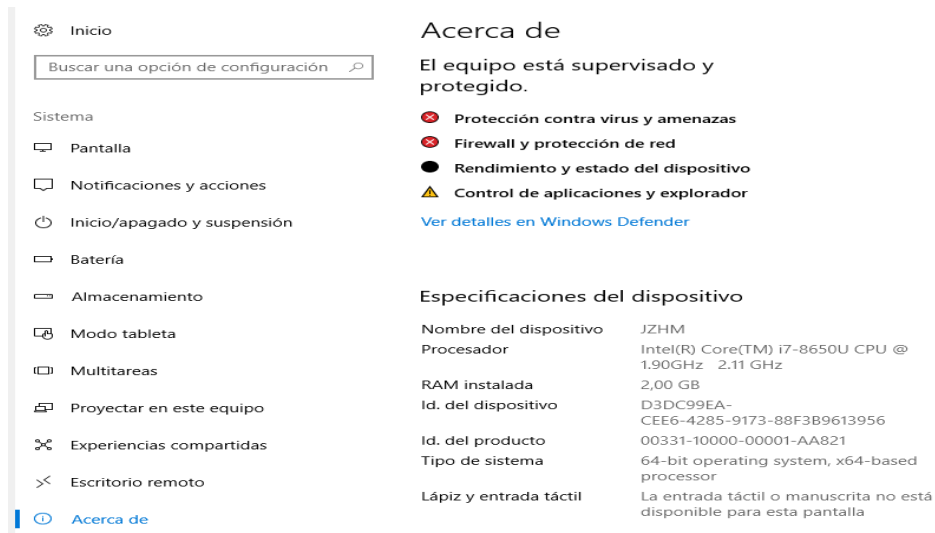 Inicio
Buscar una opción de configuración
Sistema
Pantalla
Notificaciones y acciones
Inicio/apagado y suspensión
Batería
Almacenamiento
Modo tableta
Multitareas
Proyectar en este equipo
Experiencias compartidas
Escritorio remoto
Acerca de
Acerca de
El equipo está supervisado y
protegido.
Protección contra virus y amenazas
Firewall y protección de red
Rendimiento y estado del dispositivo
Control de aplicaciones y explorador
Ver detalles en Windows Defender
Especificaciones del dispositivo
Nombre del dispositivo JZHM
Procesador Intel(R) Core(TM) i7-8650U CPU @
1.90GHz 2.11 GHz
RAM instalada 2,00 GB
Id. del dispositivo D3DC99EA-
CEE6-4285-9173-88F3B9613956
Id. del producto 00331-10000-00001-AA821
Tipo de sistema 64-bit operating system, x64-based
processor
Lápiz y entrada táctil La entrada táctil o manuscrita no está
disponible para esta pantalla